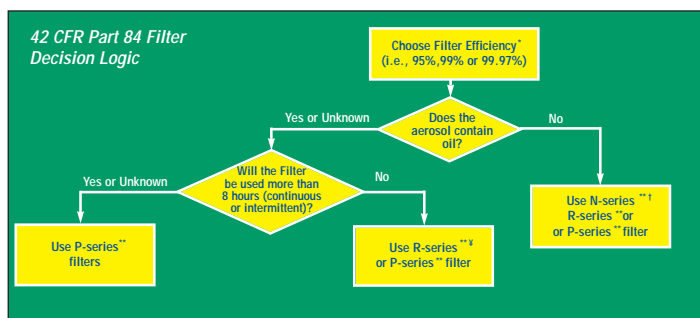 42 CFR Part 84 Filter
Decision Logic
Choose Filter Efficiency*
(i.e., 95%,99% or 99.97%)
Yes or Unknown
Does the
aerosol contain
oil?
No
Will the Filter
be used more than
8 hours (continuous
or intermittent)?
Yes or Unknown
No
Use N-series **†
R-series **or
or P-series ** filter
Use P-series**
filters
Use R-series **¥
or P-series ** filter